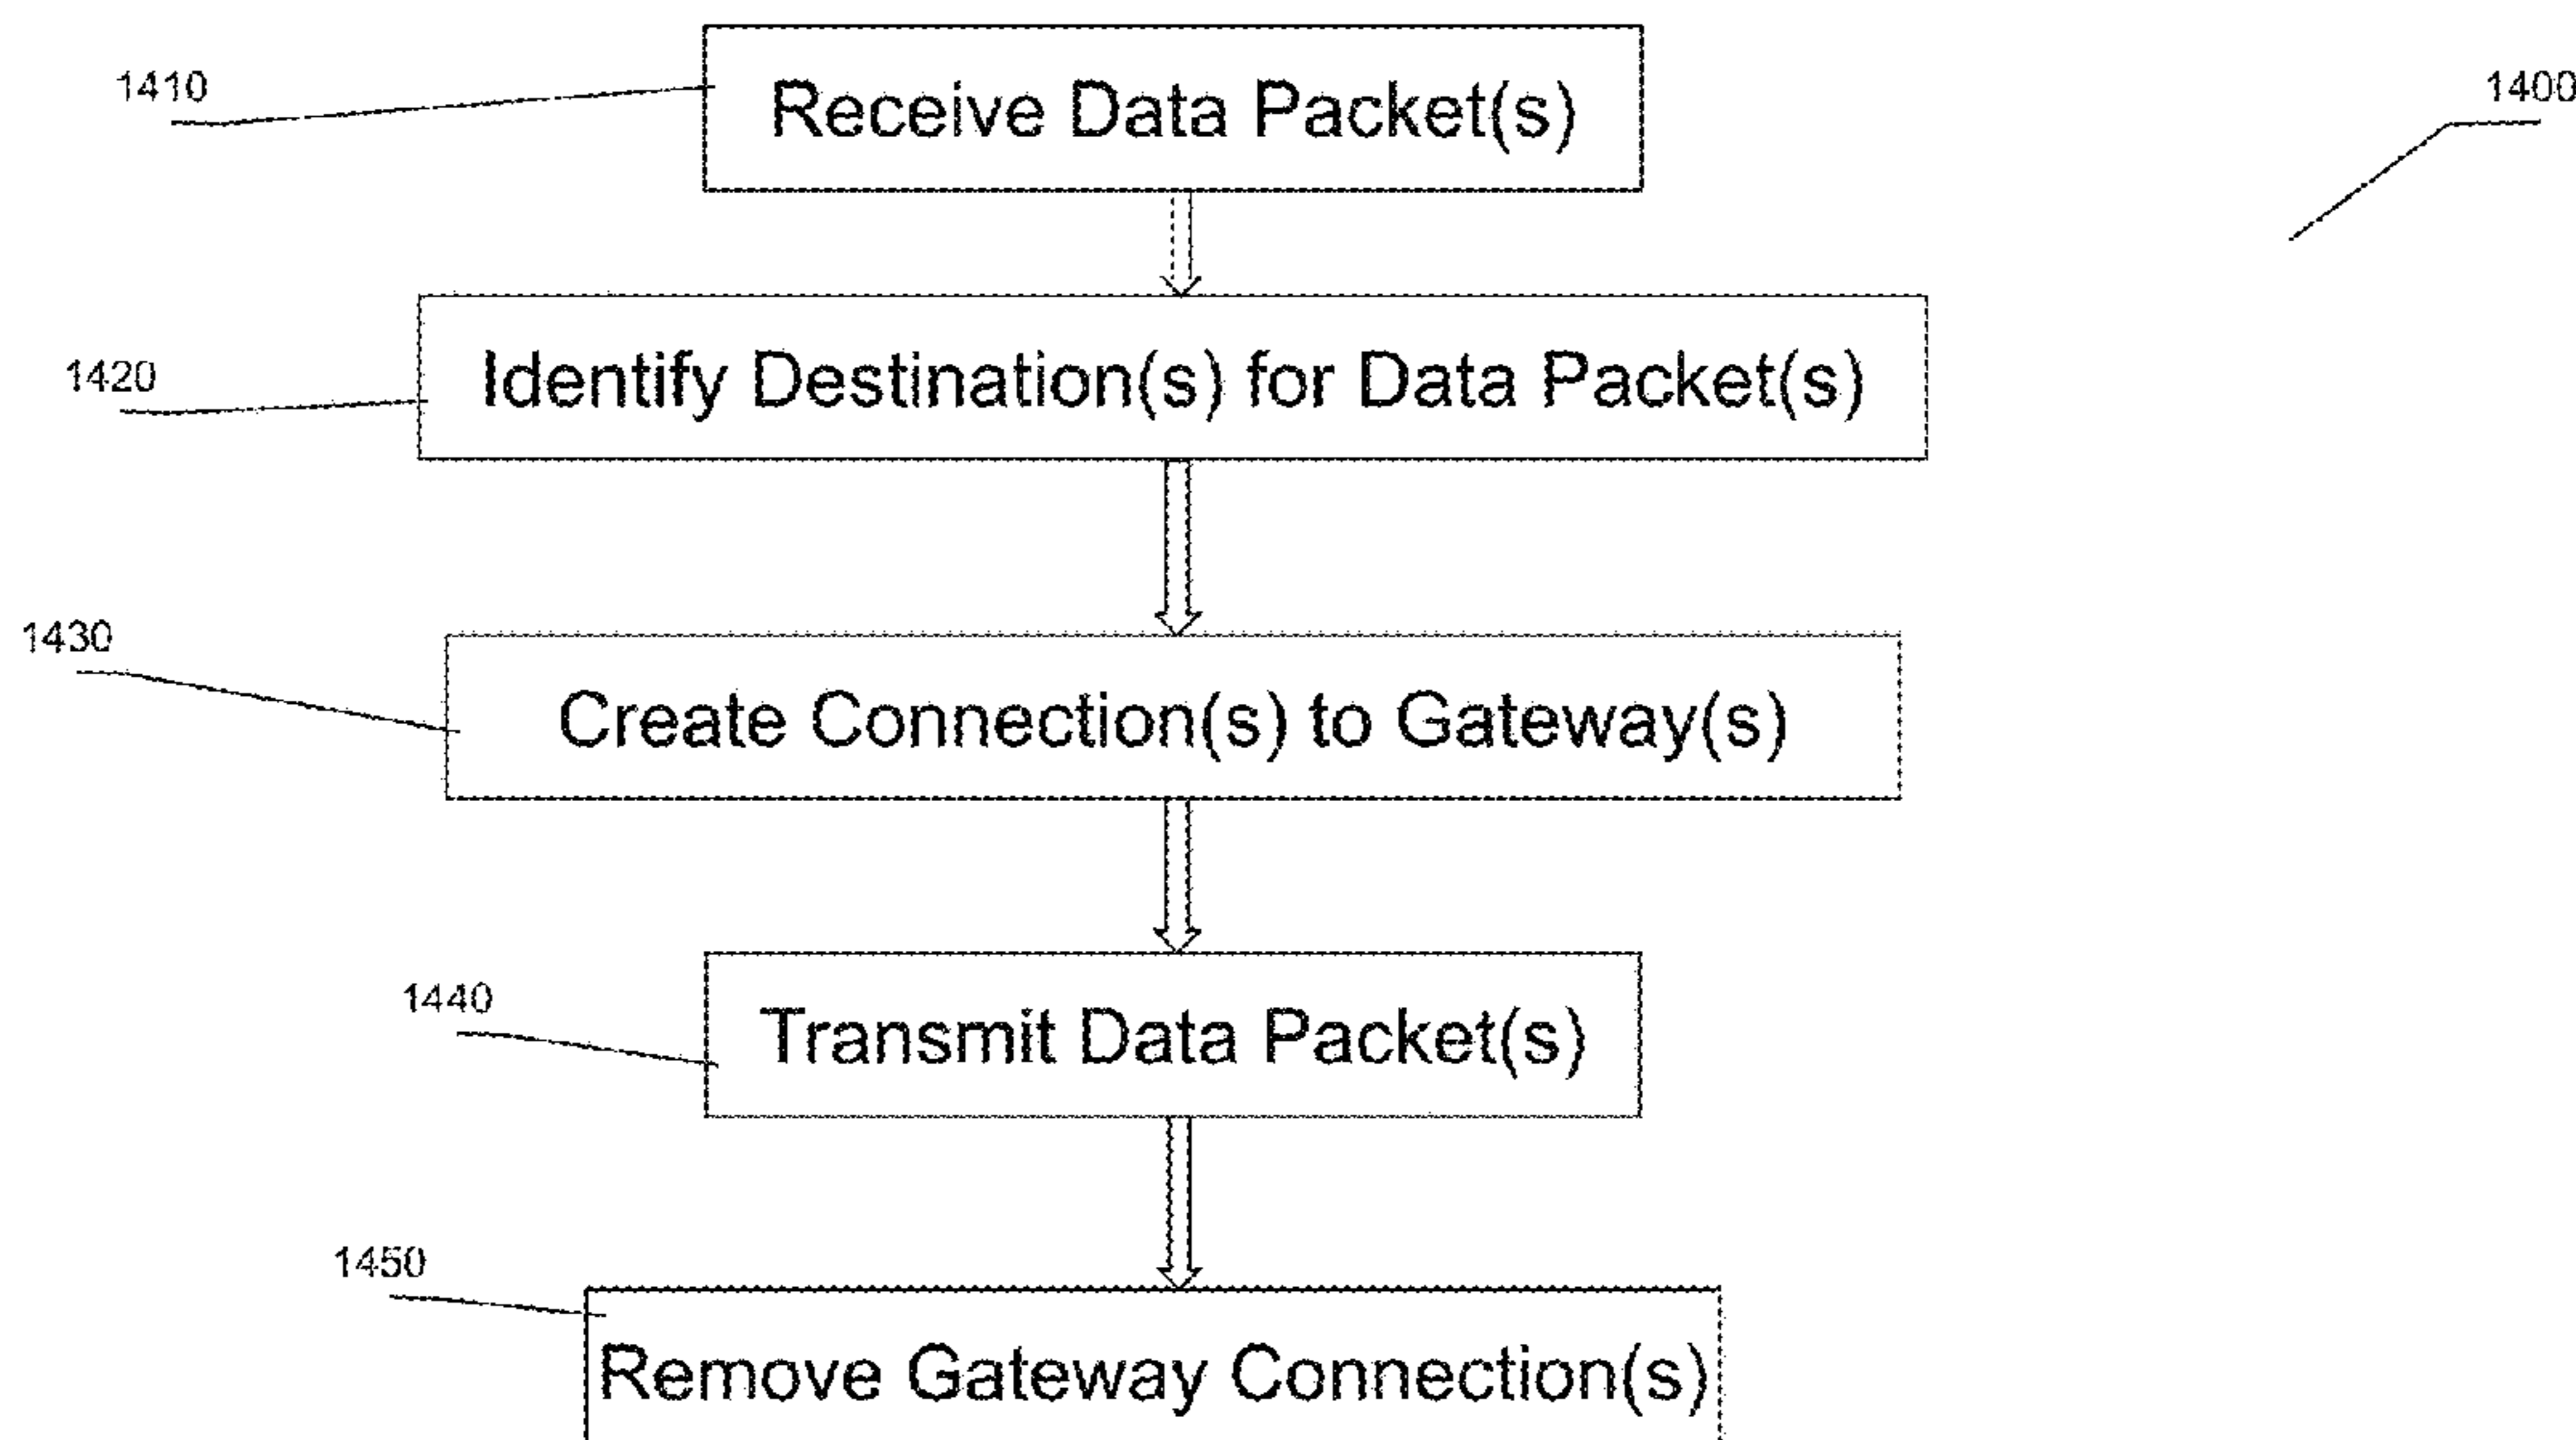 1410
Receive Data Packet(s)
1400
1420
Identify Destination(s) for Data Packet(s)
1430
Create Connection(s) to Gateway(s)
1440
Transmit Data Packet(s)
1450
Remove Gateway Connection(s)